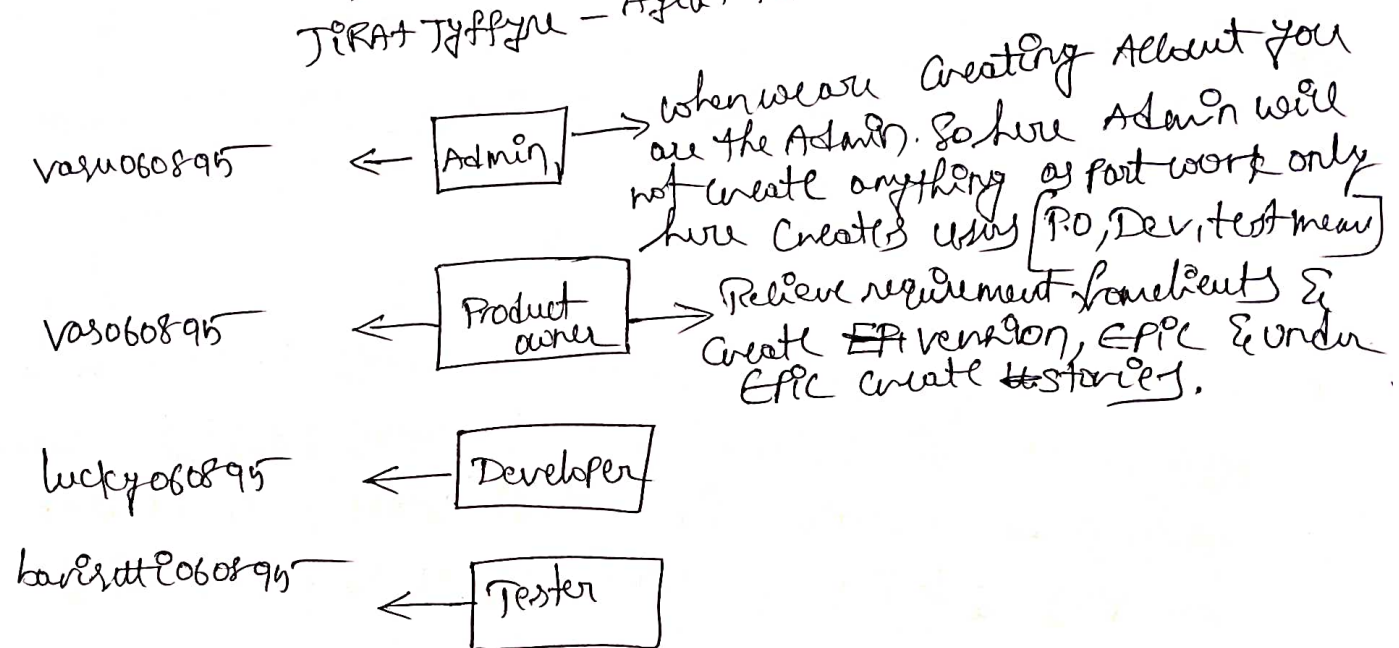 JiRA+ Jyffyre -
vasu060895 ← Admin → when we are Creating Account you
are the Admin. So here Admin will
not create anything as part work only
here Creates Users [P.O, Dev, test mean]
vas060895 ← Product owner → Relieve requirement from clients &
Create version, EPIC & under
EPIC create stories.
lucky060895 ← Developer
bavisetti060895 ← Tester